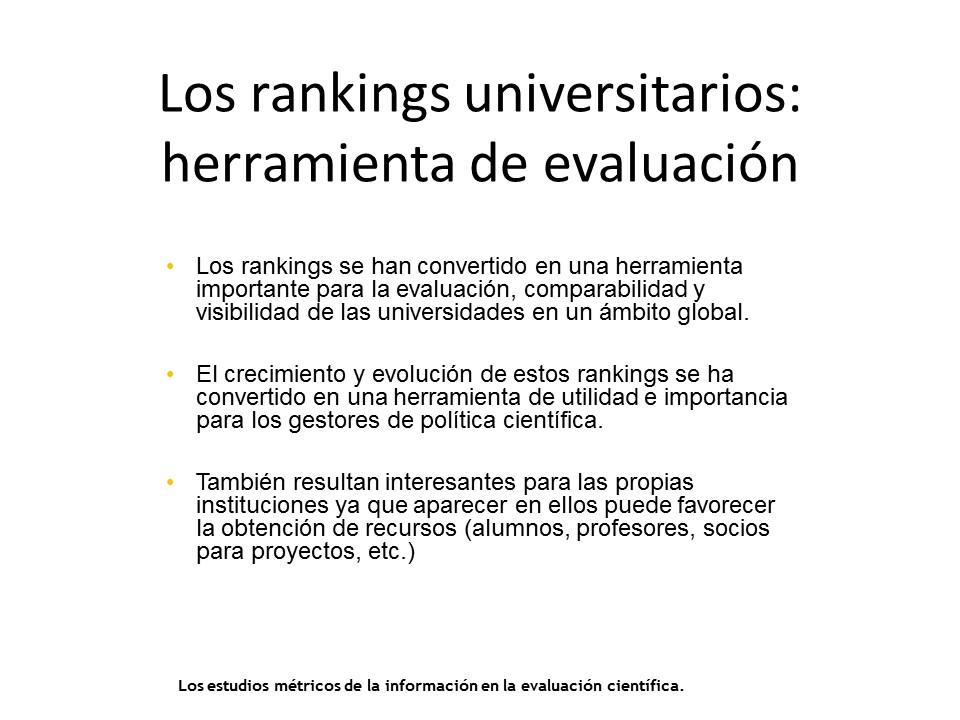 Los rankings universitarios:
herramienta de evaluación
• Los rankings se han convertido en una herramienta
importante para la evaluación, comparabilidad y
visibilidad de las universidades en un ámbito global.
• El crecimiento y evolución de estos rankings se ha
convertido en una herramienta de utilidad e importancia
para los gestores de política científica.
• También resultan interesantes para las propias
instituciones ya que aparecer en ellos puede favorecer
la obtención de recursos (alumnos, profesores, socios
para proyectos, etc.)
Los estudios métricos de la información en la evaluación científica.